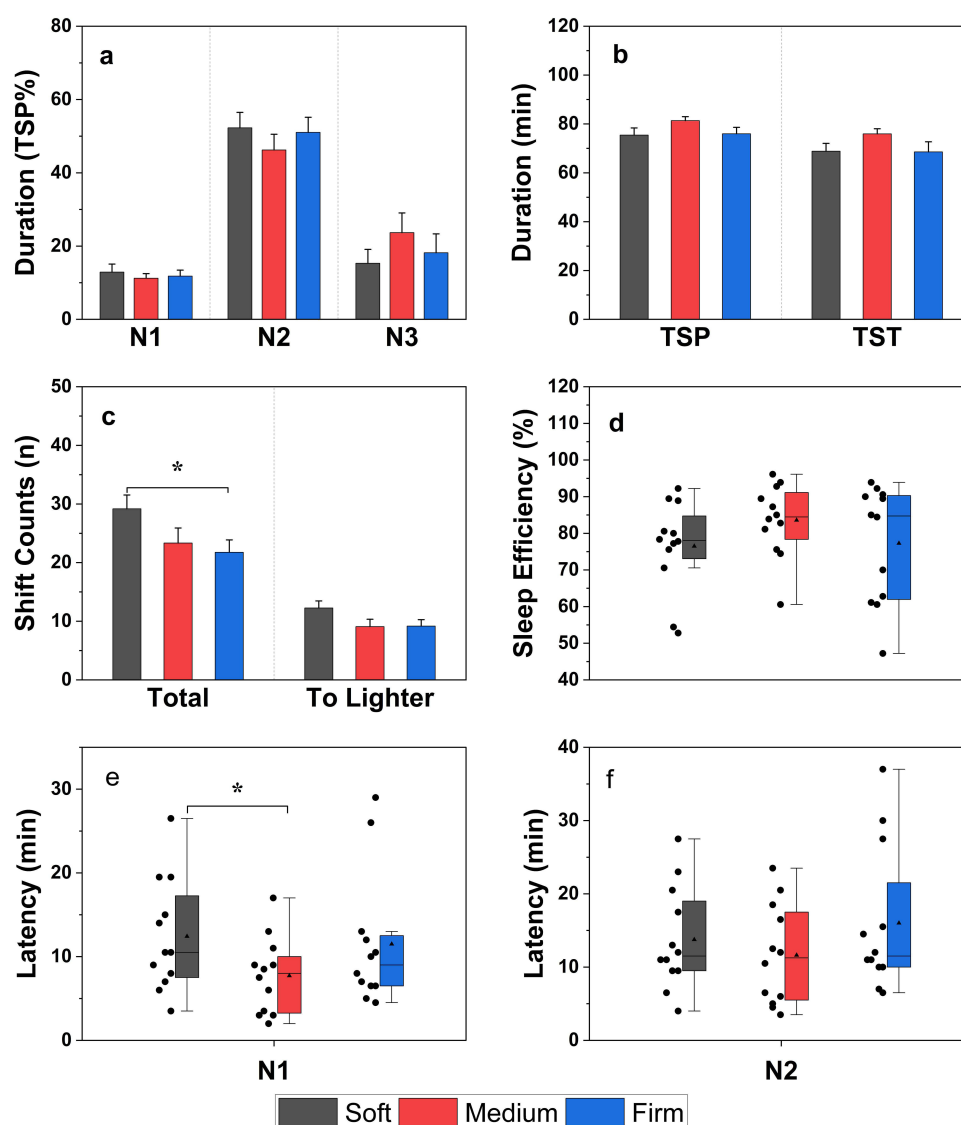 a
Duration (TSP%)
80
60
40
20
0
N1 N2 N3
b
Duration (min)
120
100
80
60
40
20
0
TSP TST
c
Shift Counts (n)
50
40
30
20
10
0
*
Total To Lighter
d
Sleep Efficiency (%)
120
110
100
90
80
70
60
50
40
e
Latency (min)
30
20
10
0
*
N1
f
Latency (min)
40
30
20
10
0
N2
Soft Medium Firm